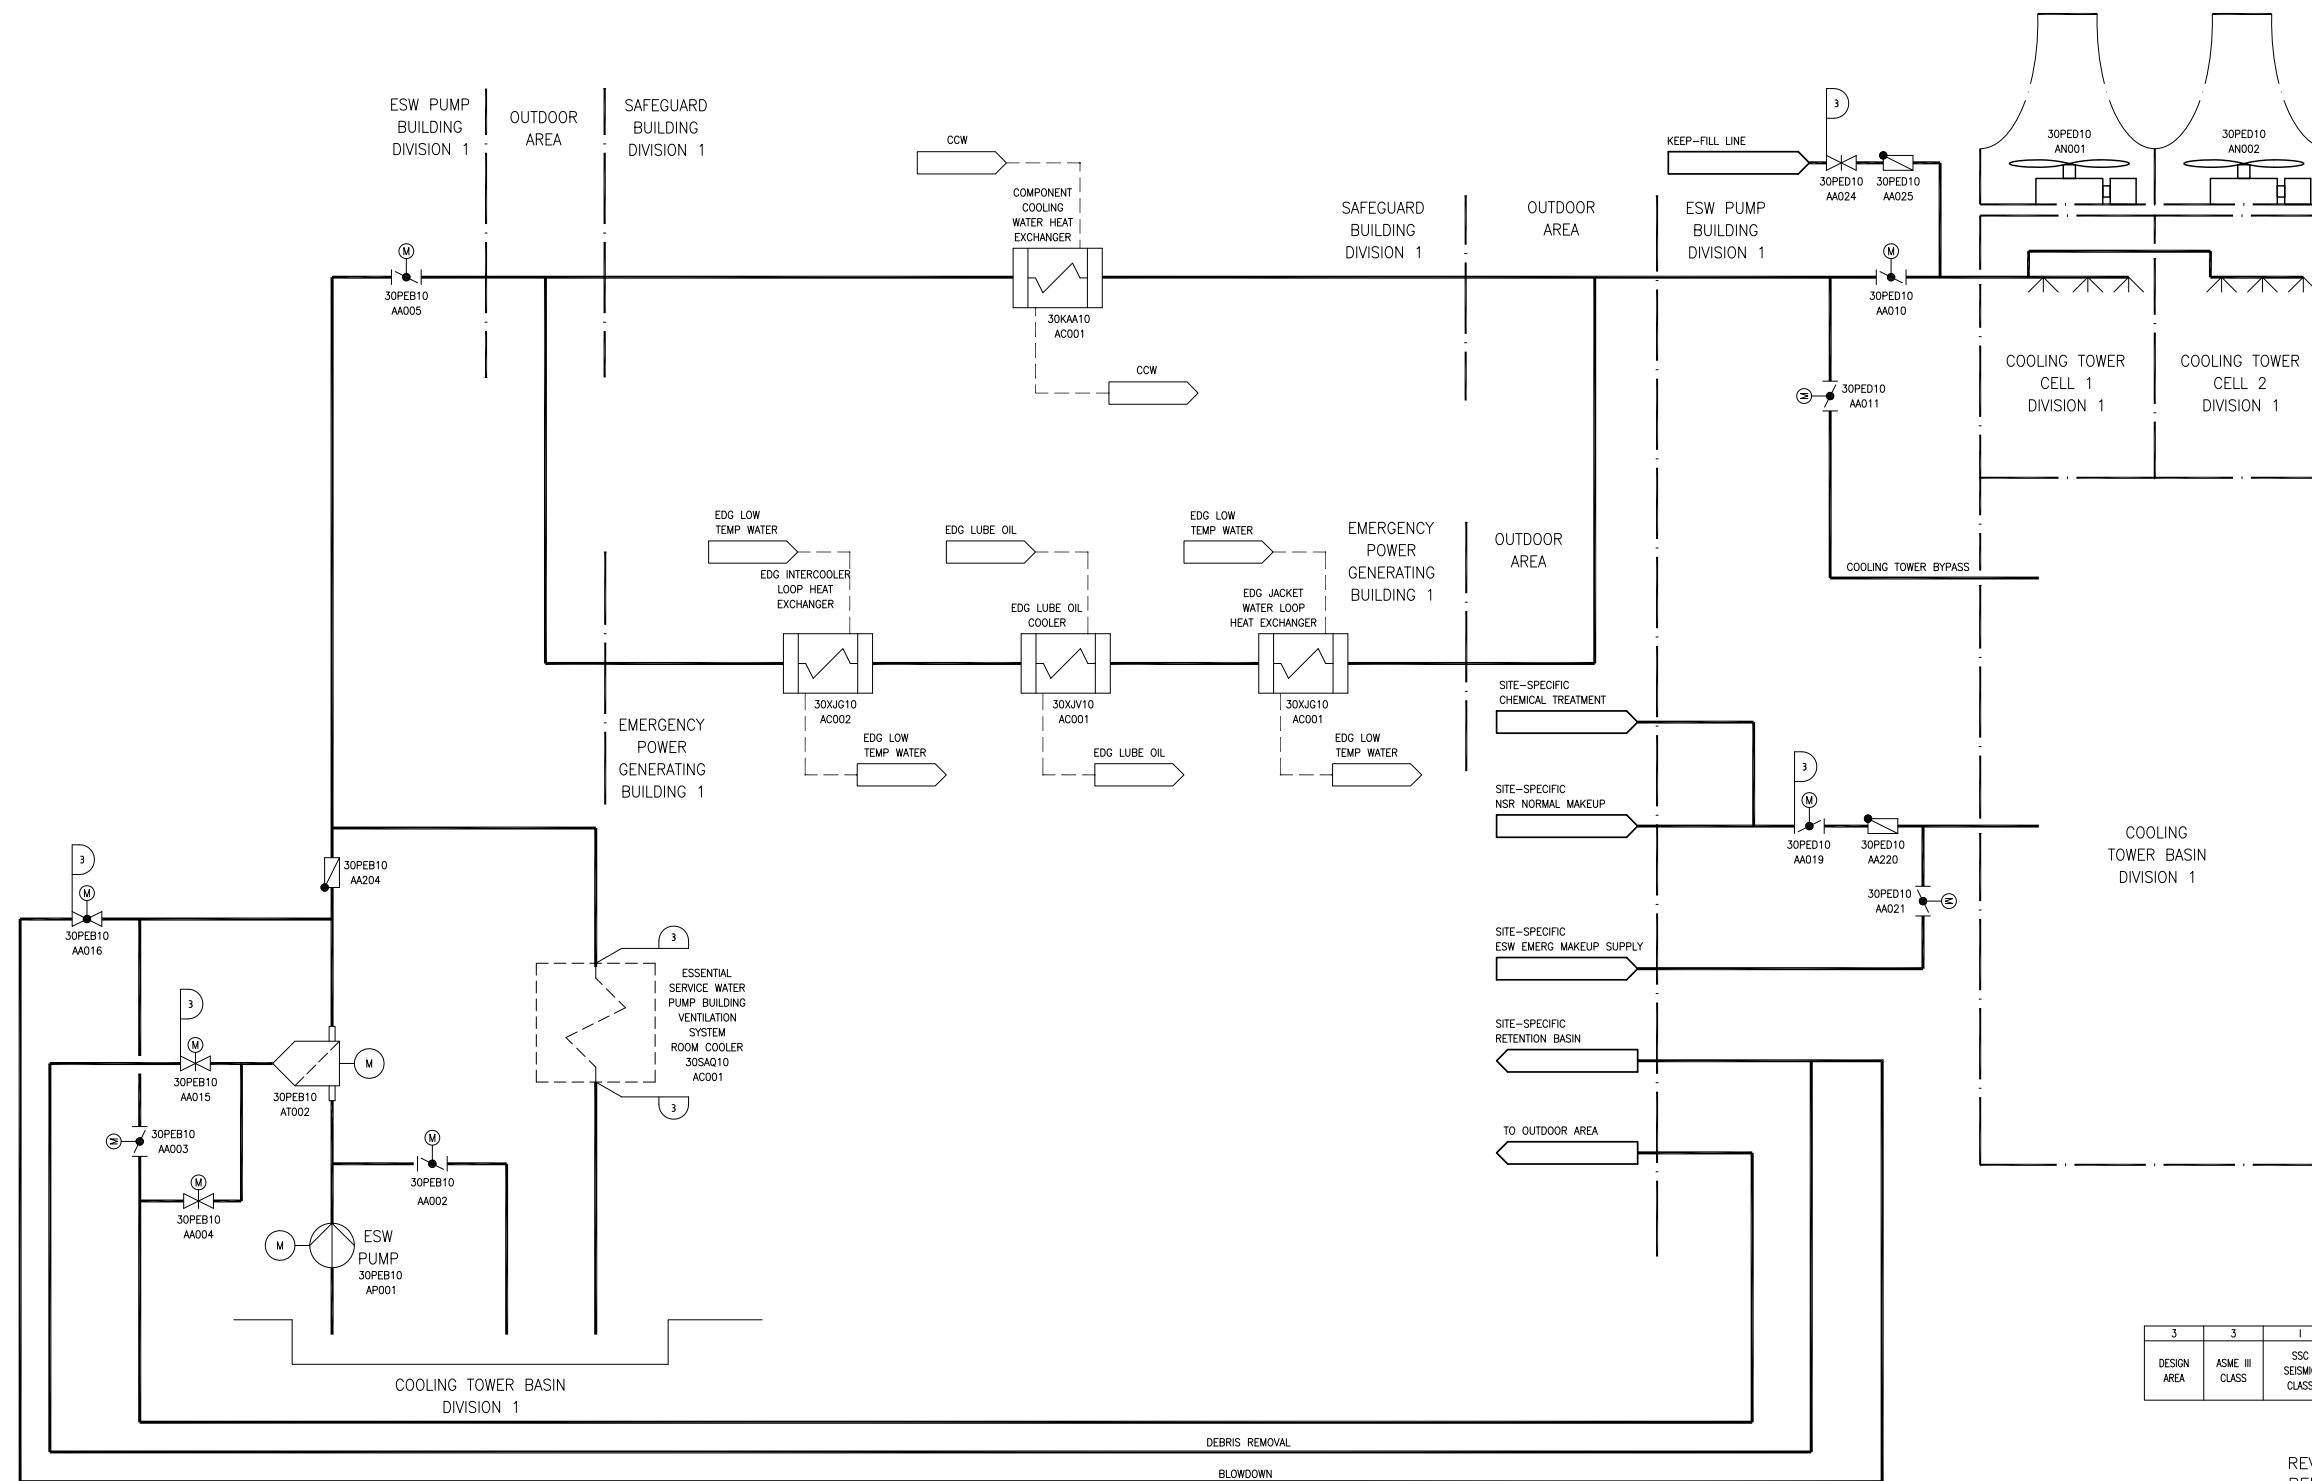 ESW PUMP
BUILDING
DIVISION 1
OUTDOOR
AREA
SAFEGUARD
BUILDING
DIVISION 1
CCW
COMPONENT
COOLING
WATER HEAT
EXCHANGER
30KAA10
AC001
CCW
SAFEGUARD
BUILDING
DIVISION 1
OUTDOOR
AREA
ESW PUMP
BUILDING
DIVISION 1
KEEP-FILL LINE
3
30PED10
AA024
30PED10
AA025
30PED10
AN001
30PED10
AN002
M
30PEB10
AA005
M
30PED10
AA010
M
30PED10
AA011
COOLING TOWER
CELL 1
DIVISION 1
COOLING TOWER
CELL 2
DIVISION 1
COOLING TOWER BYPASS
EDG LOW
TEMP WATER
EDG INTERCOOLER
LOOP HEAT
EXCHANGER
30XJG10
AC002
EDG LOW
TEMP WATER
EDG LUBE OIL
EDG LUBE OIL
COOLER
30XJV10
AC001
EDG LUBE OIL
EDG LOW
TEMP WATER
EDG JACKET
WATER LOOP
HEAT EXCHANGER
30XJG10
AC001
EDG LOW
TEMP WATER
EMERGENCY
POWER
GENERATING
BUILDING 1
OUTDOOR
AREA
EMERGENCY
POWER
GENERATING
BUILDING 1
SITE-SPECIFIC
CHEMICAL TREATMENT
SITE-SPECIFIC
NSR NORMAL MAKEUP
3
M
30PED10
AA019
30PED10
AA220
30PED10
AA021
M
SITE-SPECIFIC
ESW EMERG MAKEUP SUPPLY
SITE-SPECIFIC
RETENTION BASIN
TO OUTDOOR AREA
COOLING
TOWER BASIN
DIVISION 1
30PEB10
AA204
3
M
30PEB10
AA016
3
M
30PEB10
AA015
30PEB10
AT002
M
M
30PEB10
AA003
M
30PEB10
AA004
M
30PEB10
AA002
M
ESW
PUMP
30PEB10
AP001
3
ESSENTIAL
SERVICE WATER
PUMP BUILDING
VENTILATION
SYSTEM
ROOM COOLER
30SAQ10
AC001
3
COOLING TOWER BASIN
DIVISION 1
DEBRIS REMOVAL
BLOWDOWN
3 3 I
DESIGN
AREA
ASME III
CLASS
SSC